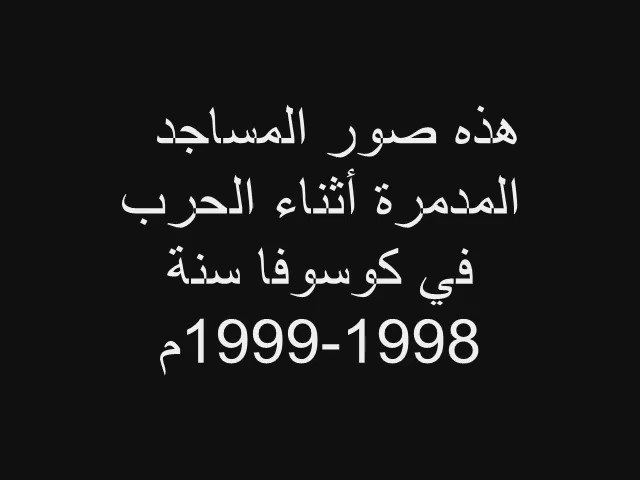 هذه صور المساجد
المدمرة أثناء الحرب
في كوسوفا سنة
1998-1999م